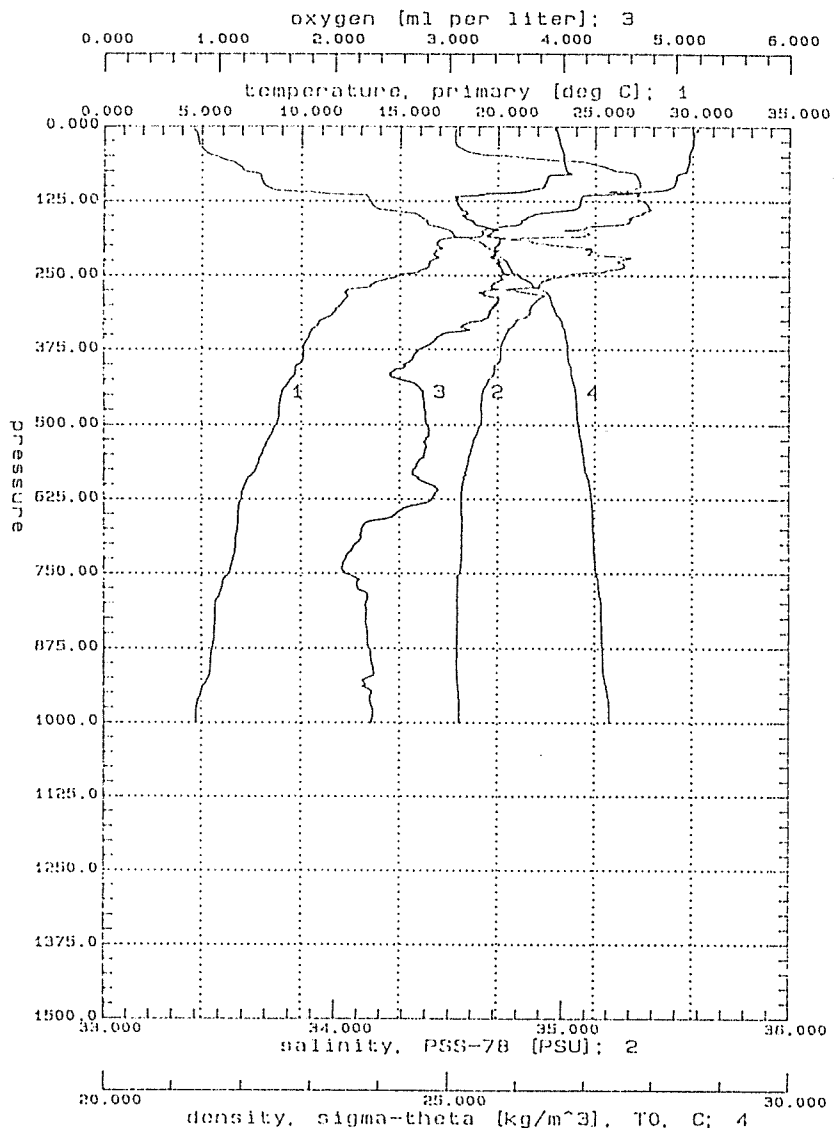 oxygen [ml per liter]; 3
0.000 1.000 2.000 3.000 4.000 5.000 6.000
temperature, primary [deg C]; 1
0.000 5.000 10.000 15.000 20.000 25.000 30.000 35.000
0.000
125.00
250.00
375.00
1 3 2 4
500.00
pressure
625.00
750.00
875.00
1000.0
1125.0
1250.0
1375.0
1500.0
33.000 34.000 35.000 36.000
salinity, PSS-78 [PSU]; 2
20.000 25.000 30.000
density, sigma-theta [kg/m^3], T0, C; 4